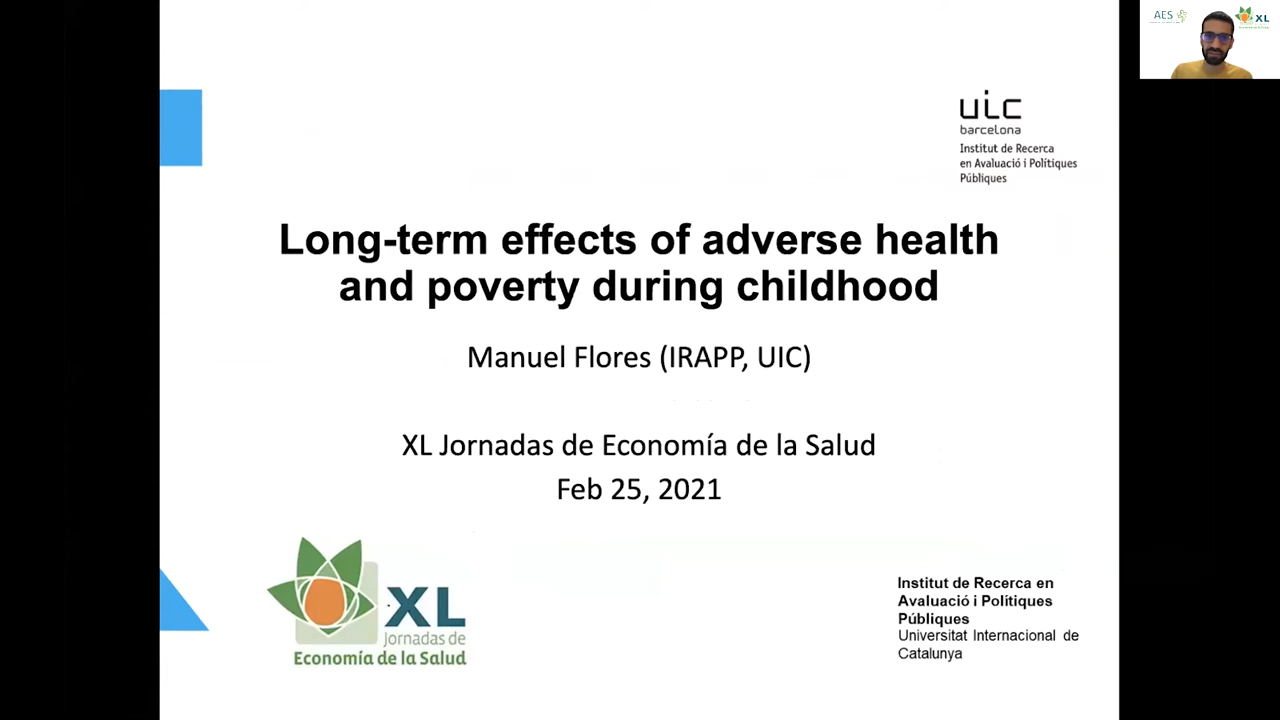 AES
XL
uic
barcelona
Institut de Recerca
en Avaluació i Polítiques
Públiques
Long-term effects of adverse health
and poverty during childhood
Manuel Flores (IRAPP, UIC)
XL Jornadas de Economía de la Salud
Feb 25, 2021
XL
Jornadas de
Economía de la Salud
Institut de Recerca en
Avaluació i Polítiques
Públiques
Universitat Internacional de
Catalunya